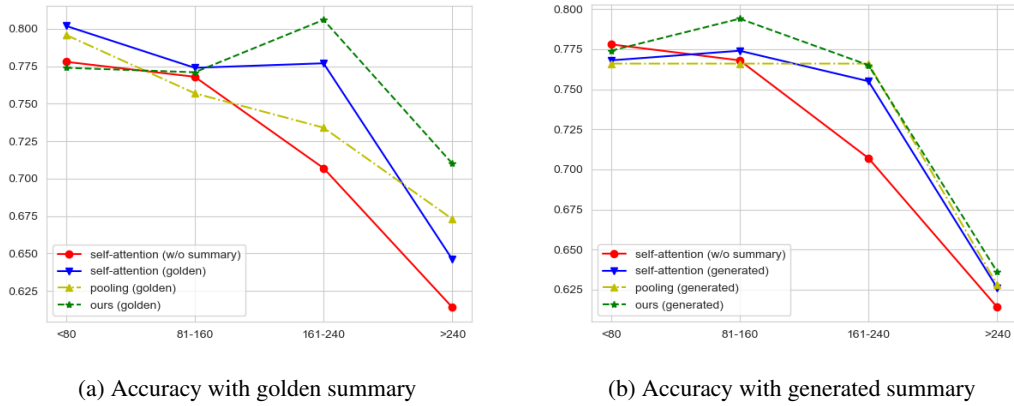 0.800
0.775
0.750
0.725
0.700
0.675
0.650
0.625
self-attention (w/o summary)
self-attention (golden)
pooling (golden)
ours (golden)
<80
81-160
161-240
>240
(a) Accuracy with golden summary
0.800
0.775
0.750
0.725
0.700
0.675
0.650
0.625
self-attention (w/o summary)
self-attention (generated)
pooling (generated)
ours (generated)
<80
81-160
161-240
>240
(b) Accuracy with generated summary